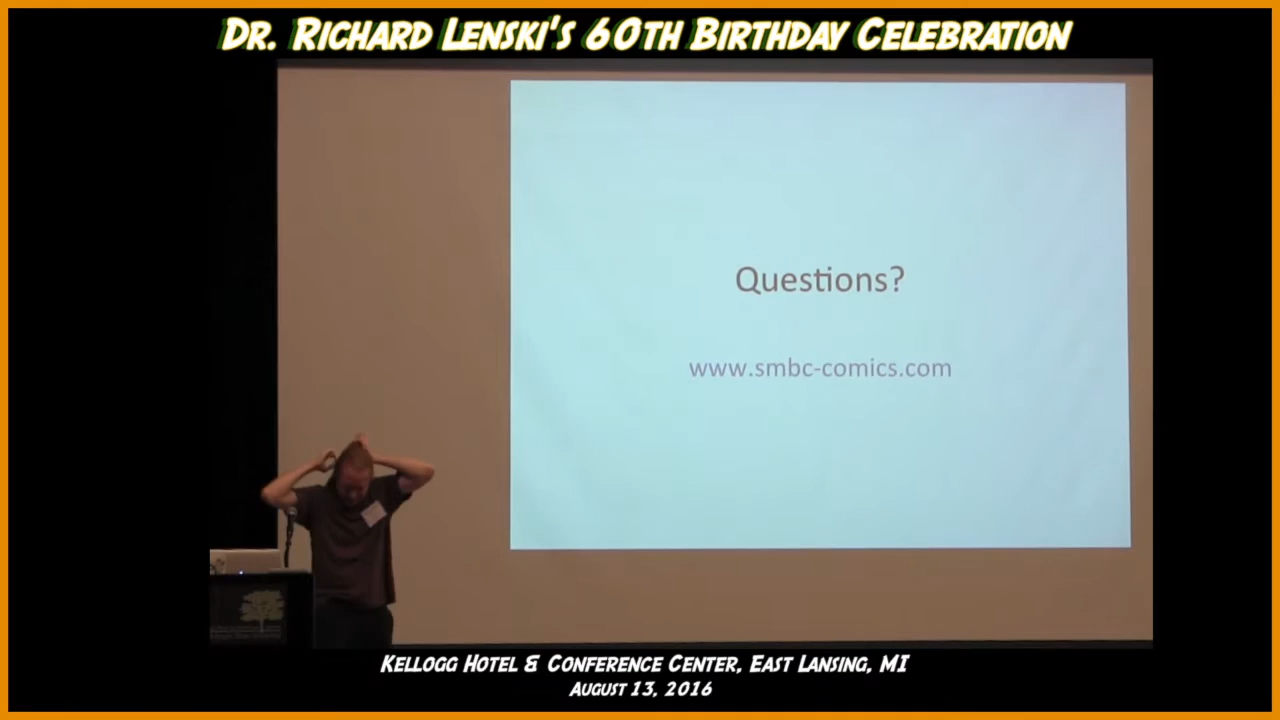 Dr. Richard Lenski's 60th Birthday Celebration
Questions?
www.smbc-comics.com
Kellogg Hotel & Conference Center, East Lansing, MI
August 13, 2016